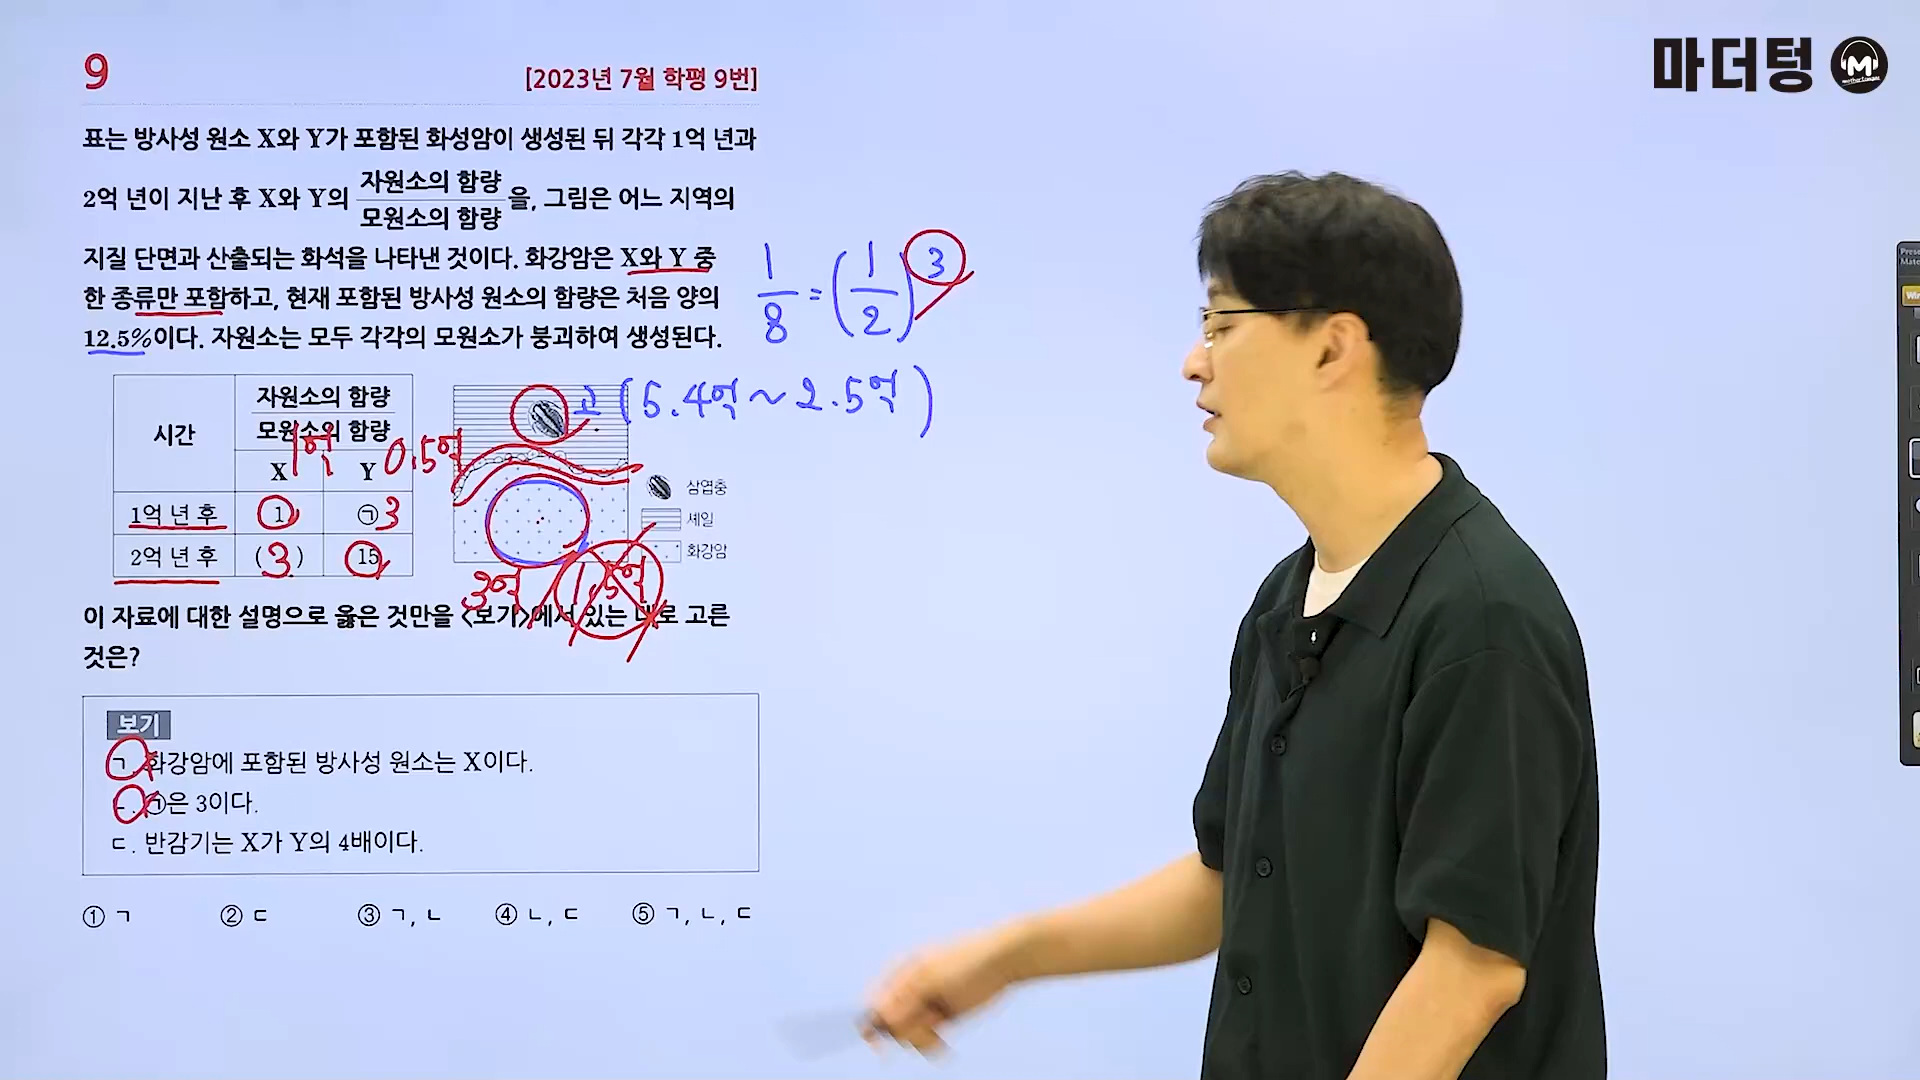 마더텅
9
[2023년 7월 학평 9번]
표는 방사성 원소 X와 Y가 포함된 화성암이 생성된 뒤 각각 1억 년과
2억 년이 지난 후 X와 Y의 자원소의 함량/모원소의 함량을, 그림은 어느 지역의
지질 단면과 산출되는 화석을 나타낸 것이다. 화강암은 X와 Y 중
한 종류만 포함하고, 현재 포함된 방사성 원소의 함량은 처음 양의
12.5%이다. 자원소는 모두 각각의 모원소가 붕괴하여 생성된다.
1/8 = (1/2)^3
고 (5.4억 ~ 2.5억)
시간
자원소의 함량
모원소의 함량
X 1억 Y 0.5억
1억 년 후 1 ㉠ 3
2억 년 후 (3) 15
삼엽충
셰일
화강암
3억 1.5억
이 자료에 대한 설명으로 옳은 것만을 <보기>에서 있는 대로 고른
것은?
보기
ㄱ. 화강암에 포함된 방사성 원소는 X이다.
ㄴ. ㉠은 3이다.
ㄷ. 반감기는 X가 Y의 4배이다.
① ㄱ ② ㄷ ③ ㄱ, ㄴ ④ ㄴ, ㄷ ⑤ ㄱ, ㄴ, ㄷ